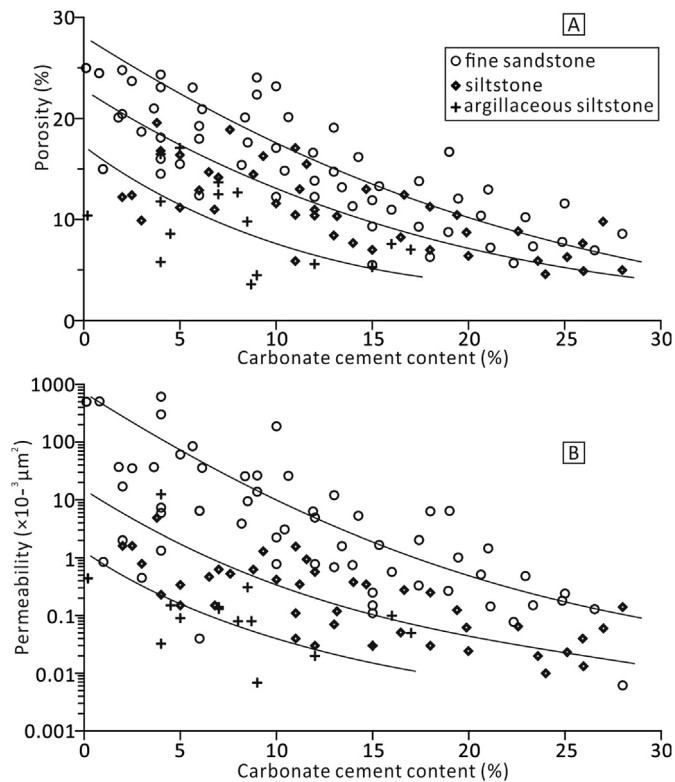 A
fine sandstone
siltstone
argillaceous siltstone
Porosity (%)
30
20
10
0
0 5 10 15 20 25 30
Carbonate cement content (%)
B
Permeability (×10⁻³μm²)
1000
100
10
1
0.1
0.01
0.001
0 5 10 15 20 25 30
Carbonate cement content (%)